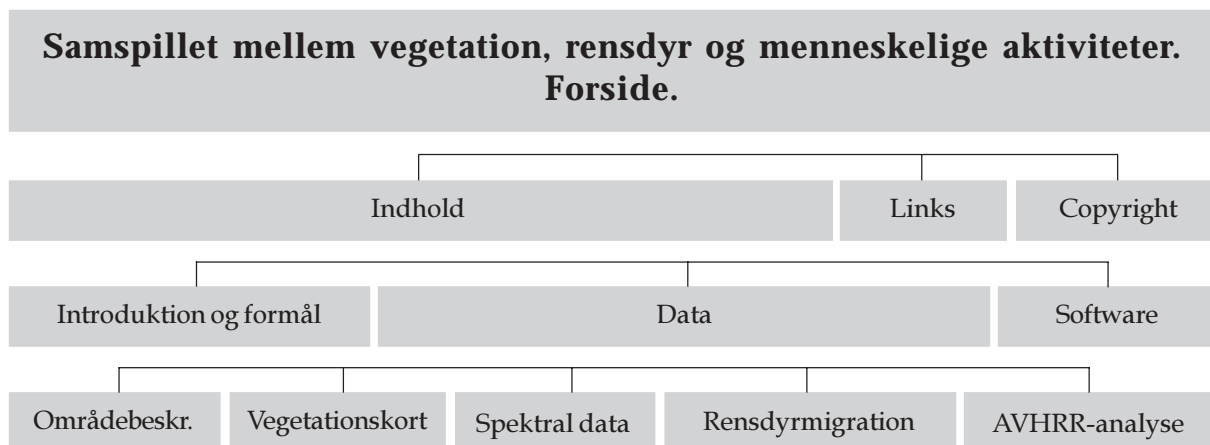 Samspillet mellem vegetation, rensdyr og menneskelige aktiviteter.
Forside.
Indhold
Links
Copyright
Introduktion og formål
Data
Software
Områdebeskr.
Vegetationskort
Spektral data
Rensdyrmigration
AVHRR-analyse